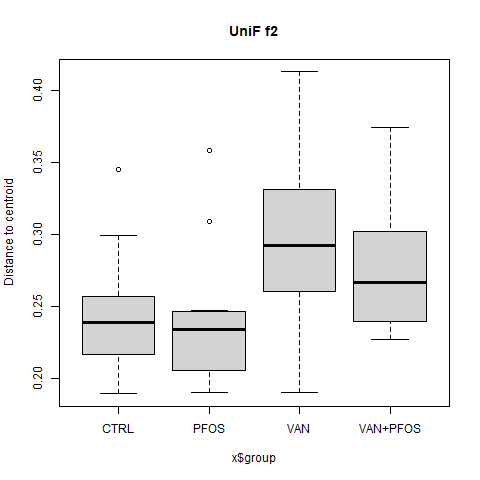 UniF f2
Distance to centroid
0.40
0.35
0.30
0.25
0.20
CTRL
PFOS
VAN
VAN+PFOS
x$group